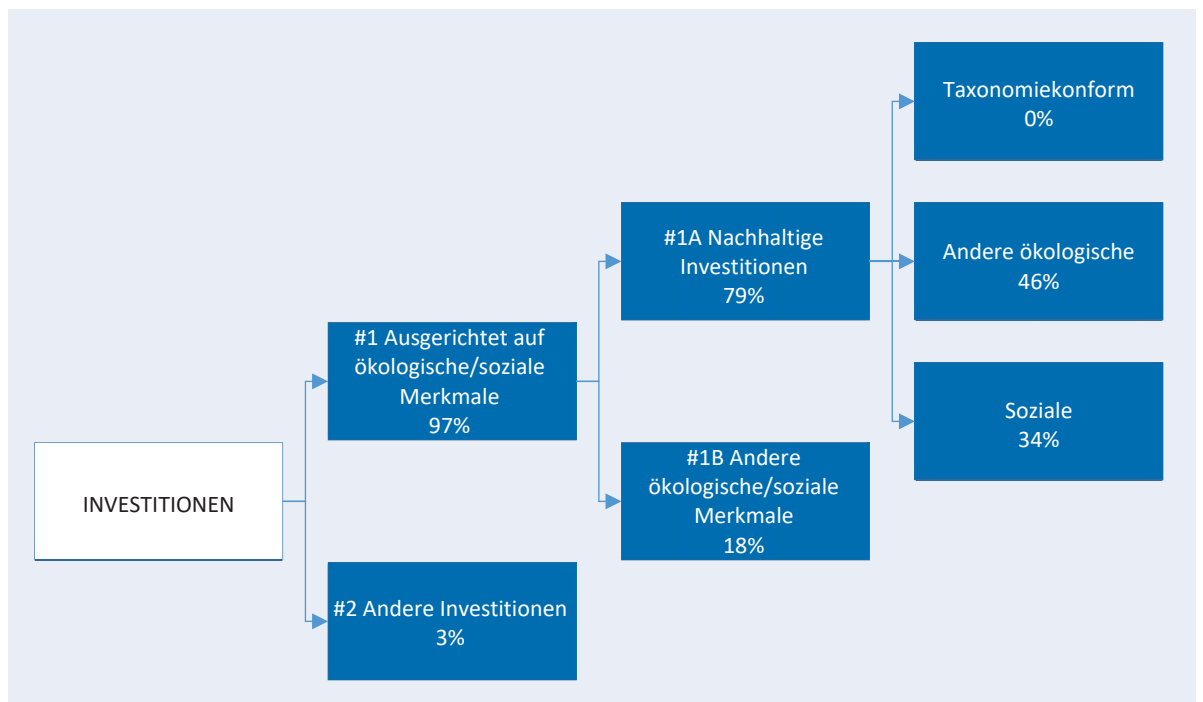 INVESTITIONEN
#1 Ausgerichtet auf
ökologische/soziale
Merkmale
97%
#2 Andere Investitionen
3%
#1A Nachhaltige
Investitionen
79%
#1B Andere
ökologische/soziale
Merkmale
18%
Taxonomiekonform
0%
Andere ökologische
46%
Soziale
34%